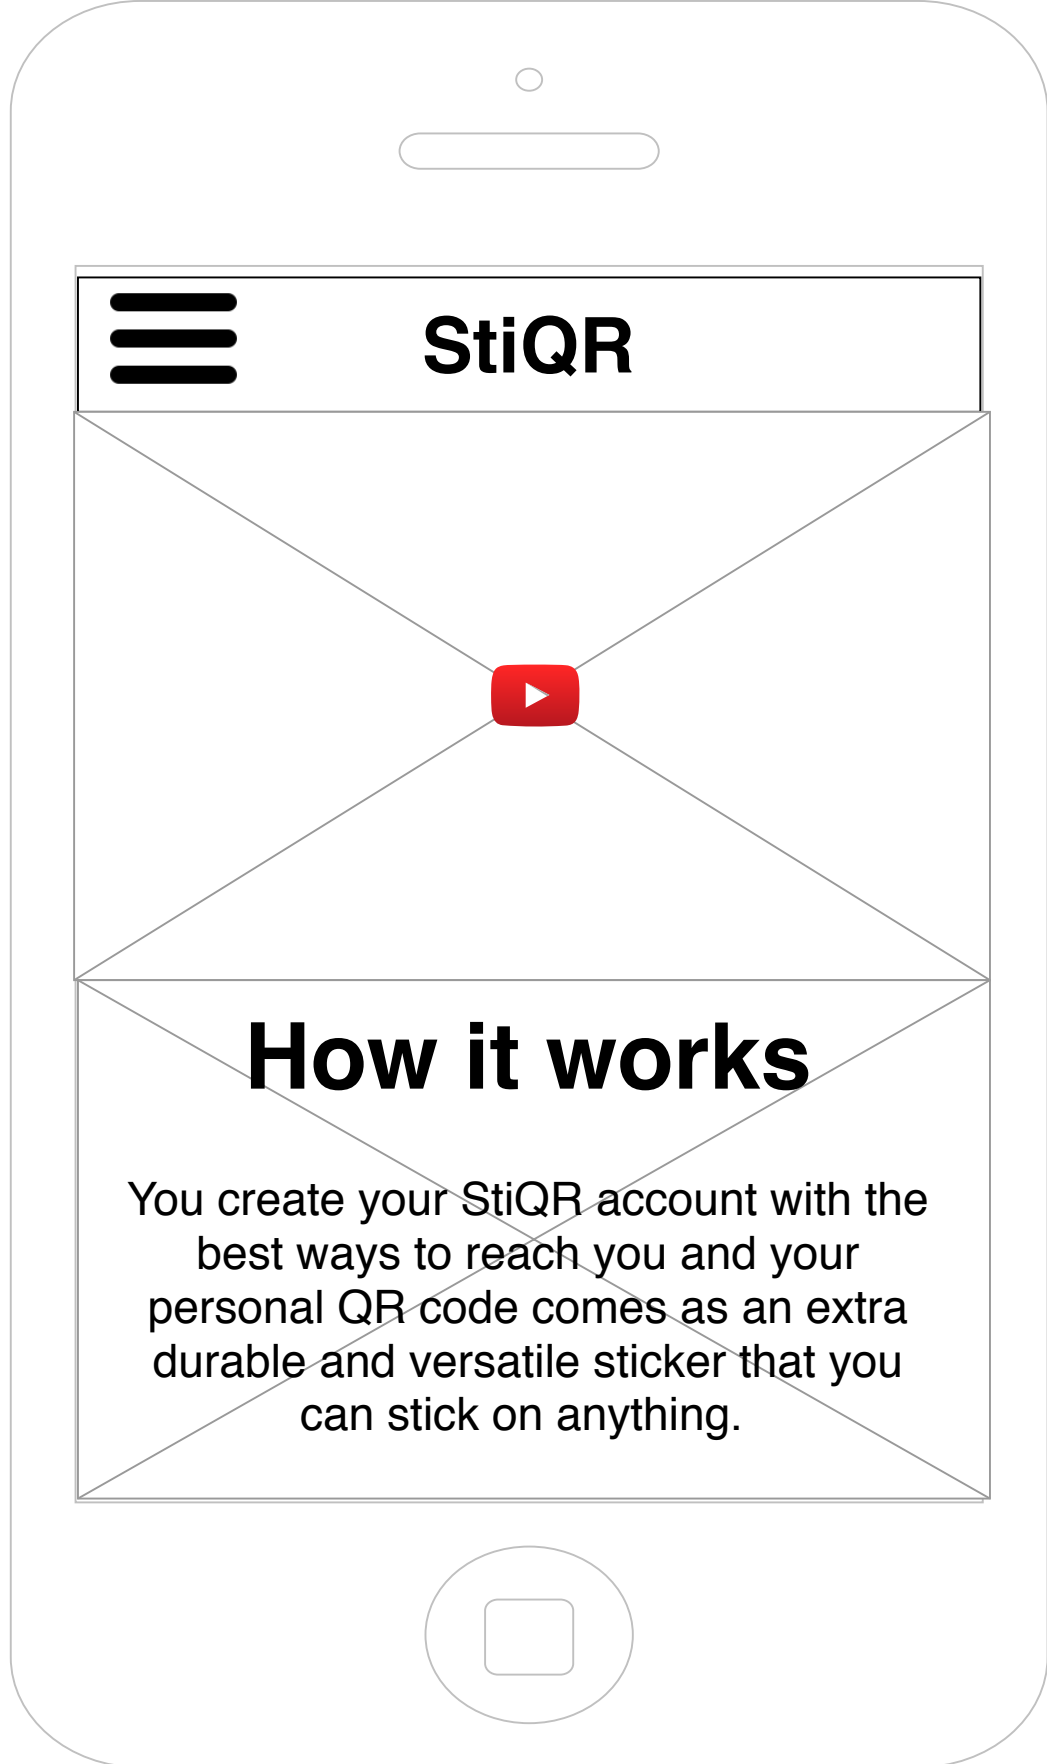 StiQR
How it works
You create your StiQR account with the
best ways to reach you and your
personal QR code comes as an extra
durable and versatile sticker that you
can stick on anything.